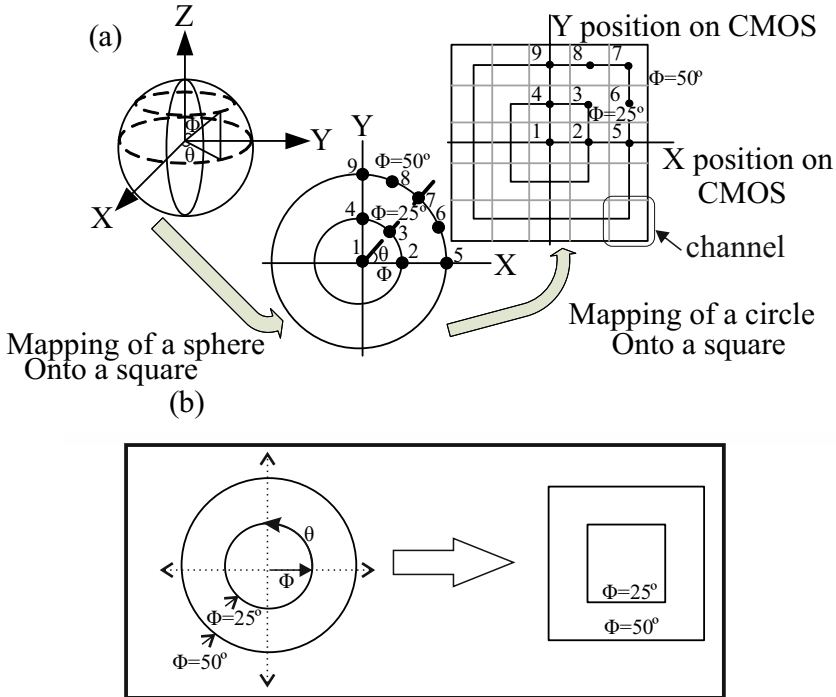 (a)
Z
Φ
θ
Y
X
Mapping of a sphere
Onto a square
Y
9
Φ=50º
8
7
4
Φ=25º
3
6
1
θ
2
5
X
Φ
Y position on CMOS
9
8
7
Φ=50º
4
3
6
Φ=25º
1
2
5
X position on
CMOS
channel
Mapping of a circle
Onto a square
(b)
θ
Φ
Φ=25º
Φ=50º
Φ=25º
Φ=50º